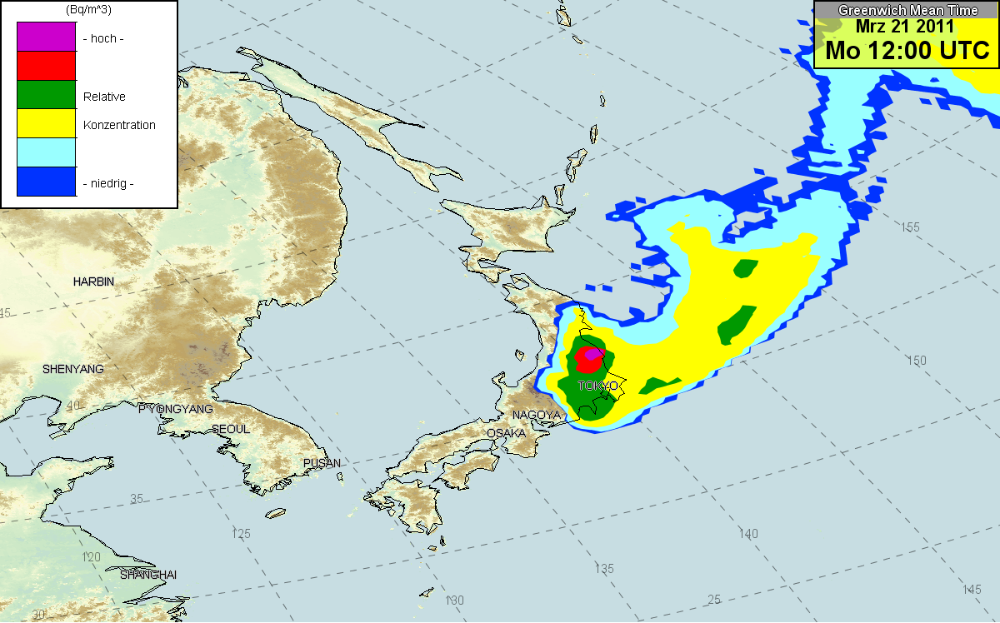 (Bq/m^3)
- hoch -
Relative
Konzentration
- niedrig -
Greenwich Mean Time
Mrz 21 2011
Mo 12:00 UTC
155
HARBIN
45
150
SHENYANG
TOKYO
40
P'YONGYANG
NAGOYA
SEOUL
OSAKA
PUSAN
35
125
140
120
135
SHANGHAI
145
130
25
30